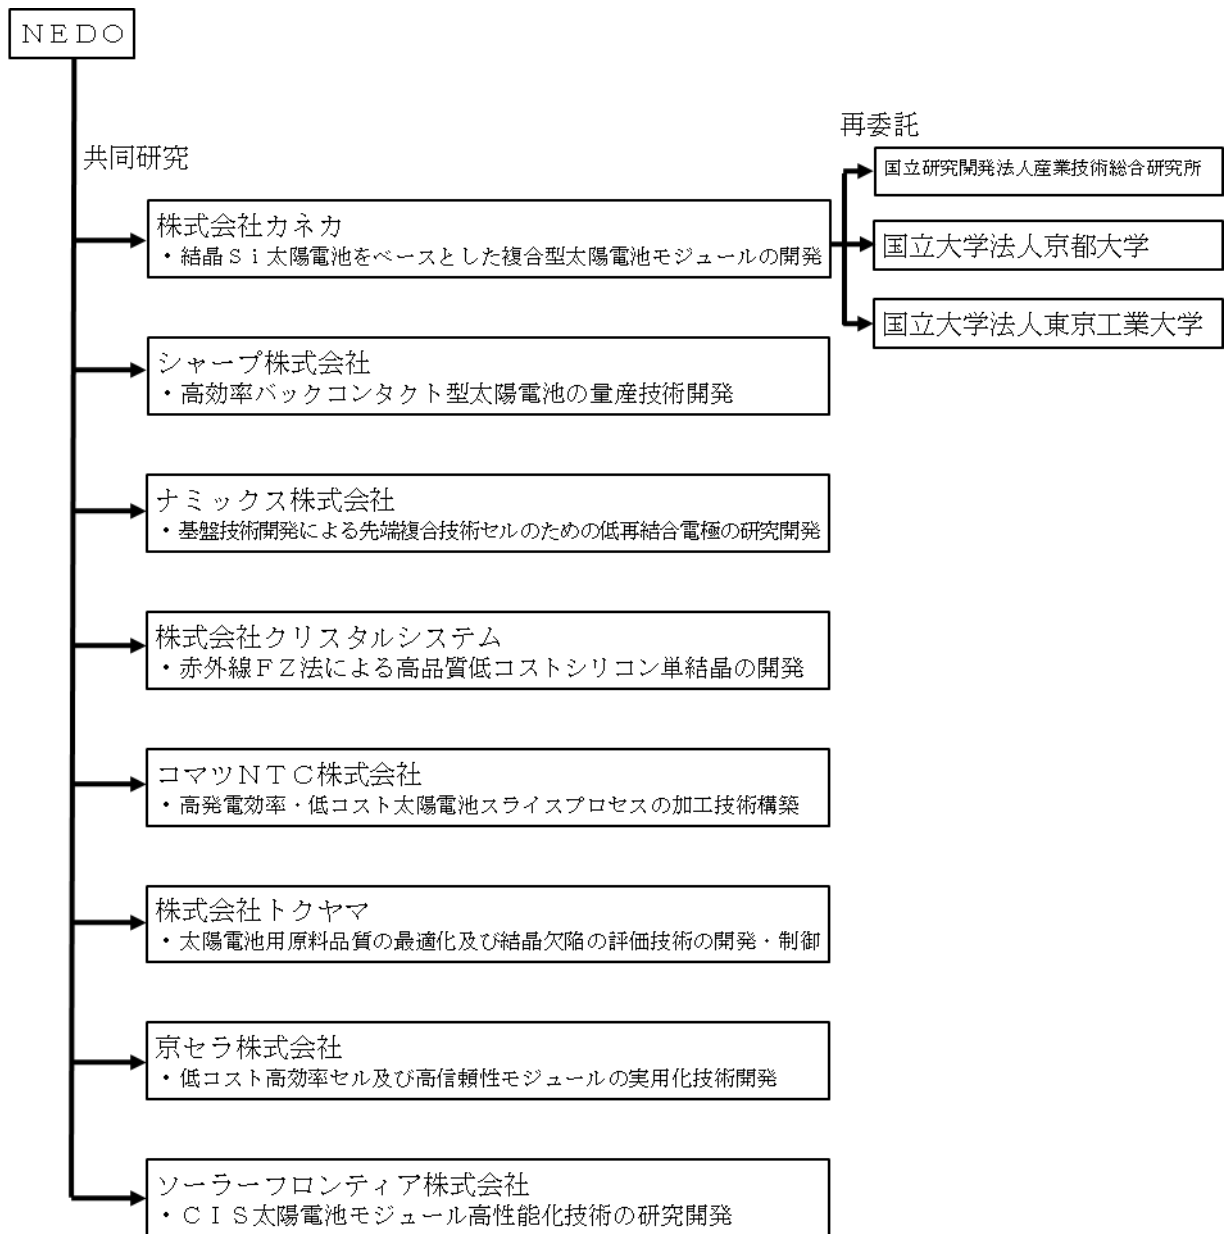 ＮＥＤＯ
共同研究
再委託
株式会社カネカ
・結晶Ｓｉ太陽電池をベースとした複合型太陽電池モジュールの開発
国立研究開発法人産業技術総合研究所
国立大学法人京都大学
国立大学法人東京工業大学
シャープ株式会社
・高効率バックコンタクト型太陽電池の量産技術開発
ナミックス株式会社
・基盤技術開発による先端複合技術セルのための低再結合電極の研究開発
株式会社クリスタルシステム
・赤外線ＦＺ法による高品質低コストシリコン単結晶の開発
コマツＮＴＣ株式会社
・高発電効率・低コスト太陽電池スライスプロセスの加工技術構築
株式会社トクヤマ
・太陽電池用原料品質の最適化及び結晶欠陥の評価技術の開発・制御
京セラ株式会社
・低コスト高効率セル及び高信頼性モジュールの実用化技術開発
ソーラーフロンティア株式会社
・ＣＩＳ太陽電池モジュール高性能化技術の研究開発